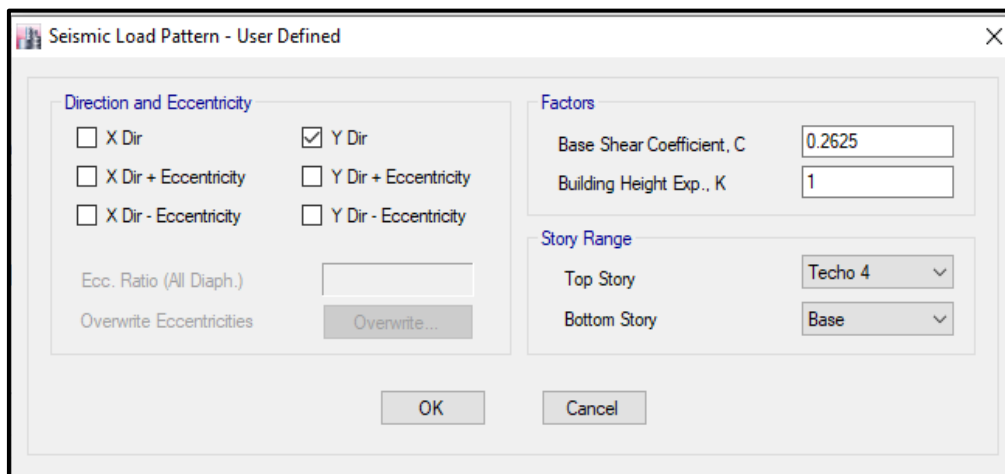 Seismic Load Pattern - User Defined
Direction and Eccentricity
X Dir
Y Dir
X Dir + Eccentricity
Y Dir + Eccentricity
X Dir - Eccentricity
Y Dir - Eccentricity
Ecc. Ratio (All Diaph.)
Overwrite Eccentricities
Overwrite...
Factors
Base Shear Coefficient, C
0.2625
Building Height Exp., K
1
Story Range
Top Story
Techo 4
Bottom Story
Base
OK
Cancel